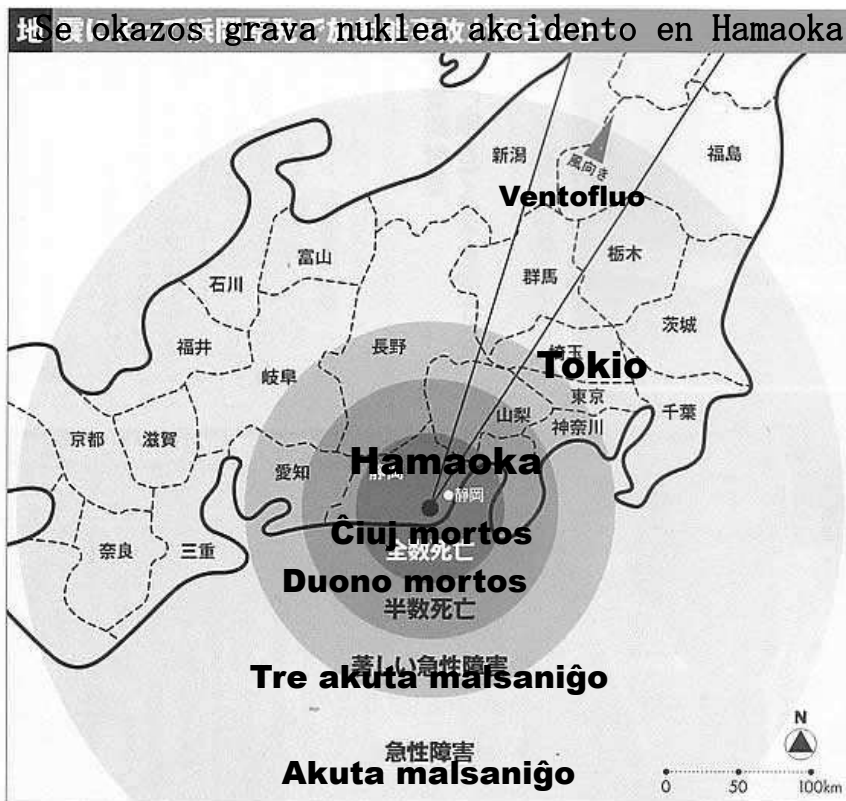 地
Se okazos grava nuklea akcidento en Hamaoka
新潟
風向き
福島
Ventofluo
富山
群馬
栃木
石川
茨城
福井
長野
埼玉
Tokio
岐阜
東京
山梨
千葉
神奈川
京都
滋賀
愛知
Hamaoka
静岡
静岡
Ĉiuj mortos
全数死亡
奈良
三重
Duono mortos
半数死亡
著しい急性障害
Tre akuta malsaniĝo
急性障害
Akuta malsaniĝo
N
0 50 100km